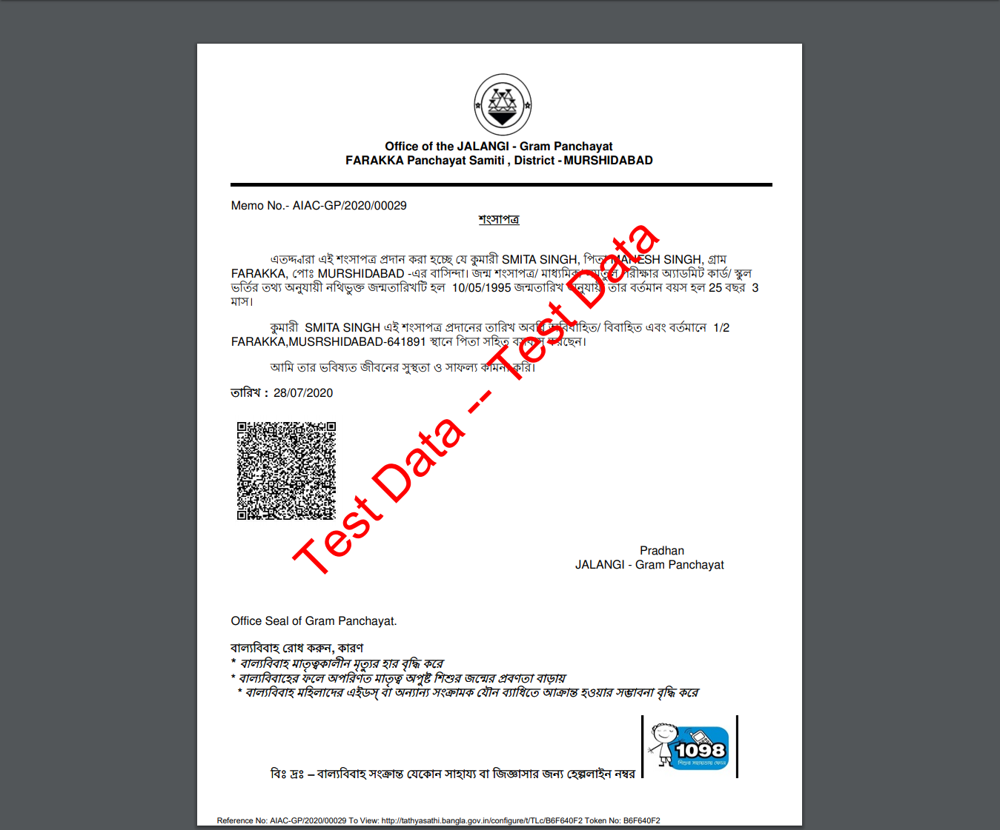 Office of the JALANGI - Gram Panchayat
FARAKKA Panchayat Samiti , District - MURSHIDABAD
Memo No.- AIAC-GP/2020/00029
শংসাপত্র
এতদ্দ্বারা এই শংসাপত্র প্রদান করা হচ্ছে যে কুমারী SMITA SINGH, পিতা MAHESH SINGH, গ্রাম
FARAKKA, পোঃ MURSHIDABAD -এর বাসিন্দা। জন্ম শংসাপত্র/ মাধ্যমিক/ সমতুল পরীক্ষার অ্যাডমিট কার্ড/ স্কুল
ভর্তির তথ্য অনুযায়ী নথিভুক্ত জন্মতারিখটি হল 10/05/1995 জন্মতারিখ অনুযায়ী তার বর্তমান বয়স হল 25 বছর 3
মাস।
কুমারী SMITA SINGH এই শংসাপত্র প্রদানের তারিখ অবধি অবিবাহিত/ বিবাহিত এবং বর্তমানে 1/2
FARAKKA,MUSRSHIDABAD-641891 স্থানে পিতা সহিত বসবাস করছেন।
আমি তার ভবিষ্যত জীবনের সুস্থতা ও সাফল্য কামনা করি।
তারিখ : 28/07/2020
Test Data -- Test Data
Pradhan
JALANGI - Gram Panchayat
Office Seal of Gram Panchayat.
বাল্যবিবাহ রোধ করুন, কারণ
* বাল্যবিবাহ মাতৃত্বকালীন মৃত্যুর হার বৃদ্ধি করে
* বাল্যবিবাহের ফলে অপরিণত মাতৃত্ব অপুষ্ট শিশুর জন্মের প্রবণতা বাড়ায়
* বাল্যবিবাহ মহিলাদের এইডস্ বা অন্যান্য সংক্রামক যৌন ব্যাধিতে আক্রান্ত হওয়ার সম্ভাবনা বৃদ্ধি করে
1098
শিশুর সহায়তায় ফোন
বিঃ দ্রঃ – বাল্যবিবাহ সংক্রান্ত যেকোন সাহায্য বা জিজ্ঞাসার জন্য হেল্পলাইন নম্বর
Reference No: AIAC-GP/2020/00029 To View: http://tathyasathi.bangla.gov.in/configure/t/TLc/B6F640F2 Token No: B6F640F2